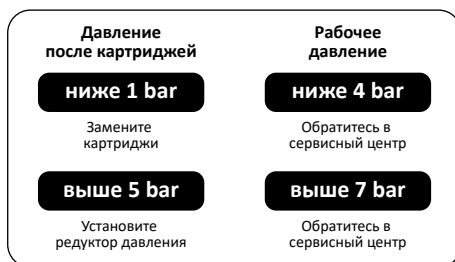 Давление
после картриджей
ниже 1 bar
Замените
картриджи
выше 5 bar
Установите
редуктор давления
Рабочее
давление
ниже 4 bar
Обратитесь в
сервисный центр
выше 7 bar
Обратитесь в
сервисный центр